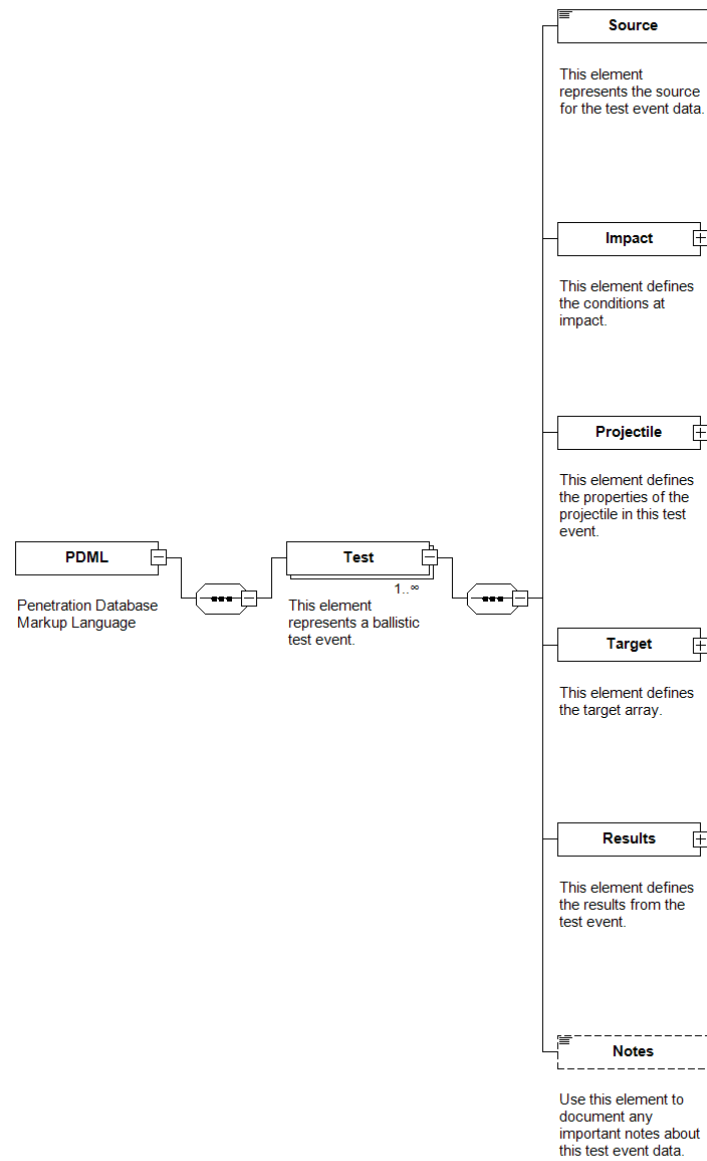 Source
This element
represents the source
for the test event data.
Impact
This element defines
the conditions at
impact.
Projectile
This element defines
the properties of the
projectile in this test
event.
PDML
Penetration Database
Markup Language
Test
1..∞
This element
represents a ballistic
test event.
Target
This element defines
the target array.
Results
This element defines
the results from the
test event.
Notes
Use this element to
document any
important notes about
this test event data.